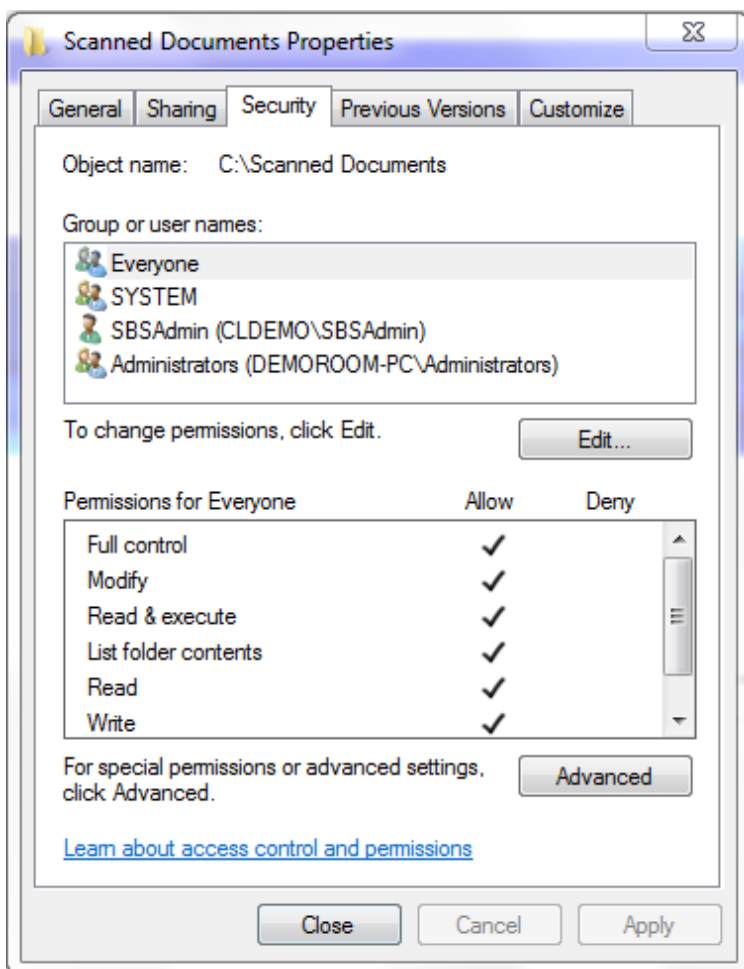 Scanned Documents Properties
General Sharing Security Previous Versions Customize
Object name: C:\Scanned Documents
Group or user names:
Everyone
SYSTEM
SBSAdmin (CLDEMO\SBSAdmin)
Administrators (DEMOROOM-PC\Administrators)
To change permissions, click Edit. Edit...
Permissions for Everyone Allow Deny
Full control
Modify
Read & execute
List folder contents
Read
Write
For special permissions or advanced settings, Advanced
click Advanced.
Learn about access control and permissions
Close Cancel Apply